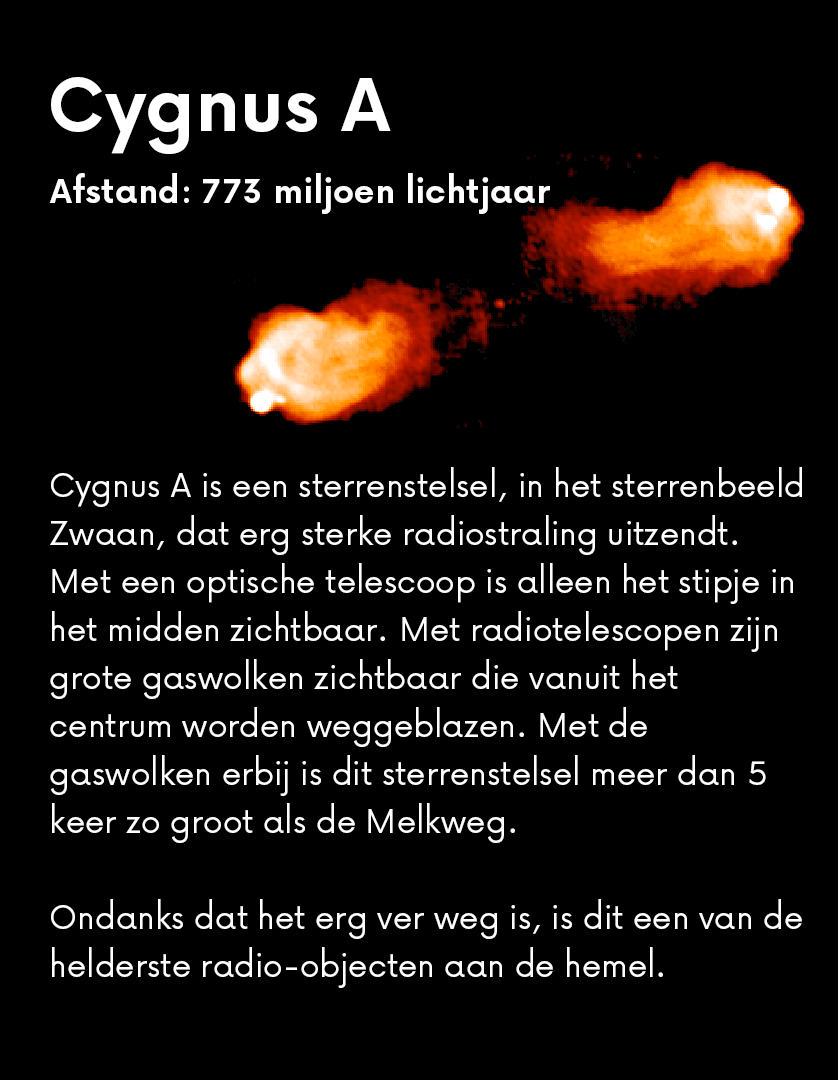 Cygnus A
Afstand: 773 miljoen lichtjaar
Cygnus A is een sterrenstelsel, in het sterrenbeeld
Zwaan, dat erg sterke radiostraling uitzendt.
Met een optische telescoop is alleen het stipje in
het midden zichtbaar. Met radiotelescopen zijn
grote gaswolken zichtbaar die vanuit het
centrum worden weggeblazen. Met de
gaswolken erbij is dit sterrenstelsel meer dan 5
keer zo groot als de Melkweg.
Ondanks dat het erg ver weg is, is dit een van de
helderste radio-objecten aan de hemel.